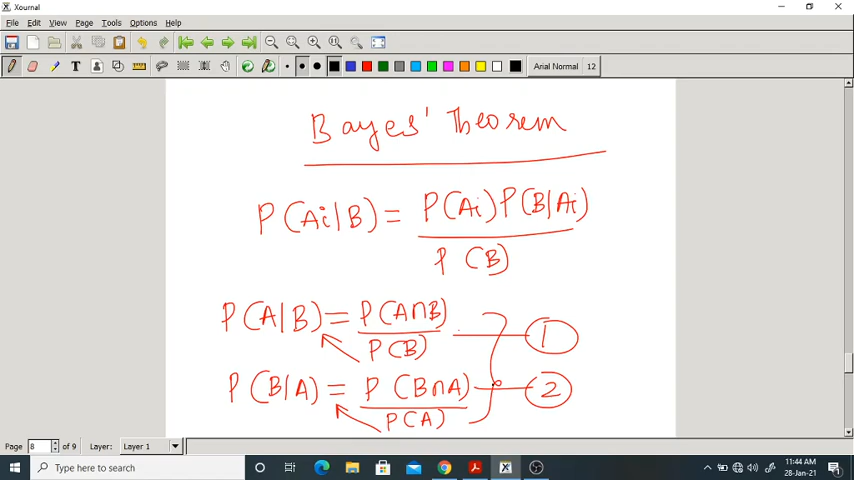 Xournal
File Edit View Page Tools Options Help
Arial Normal 12
Bayes' Theorem
P(Ai|B) = P(Ai)P(B|Ai)
P(B)
P(A|B) = P(A∩B)
P(B)
1
P(B|A) = P(B∩A)
P(A)
2
Page 8 of 9 Layer: Layer 1
Type here to search
11:44 AM
28-Jan-21
1